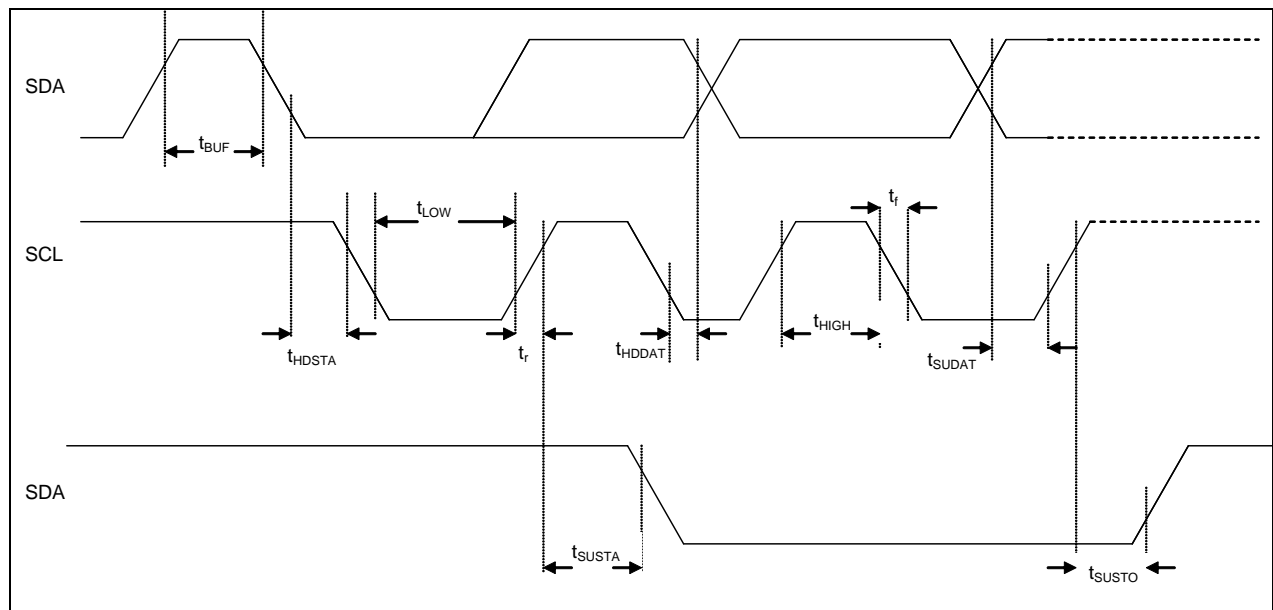 SDA
tBUF
tLOW
tf
SCL
tHDSTA
tr
tHDDAT
tHIGH
tSUDAT
SDA
tSUSTA
tSUSTO